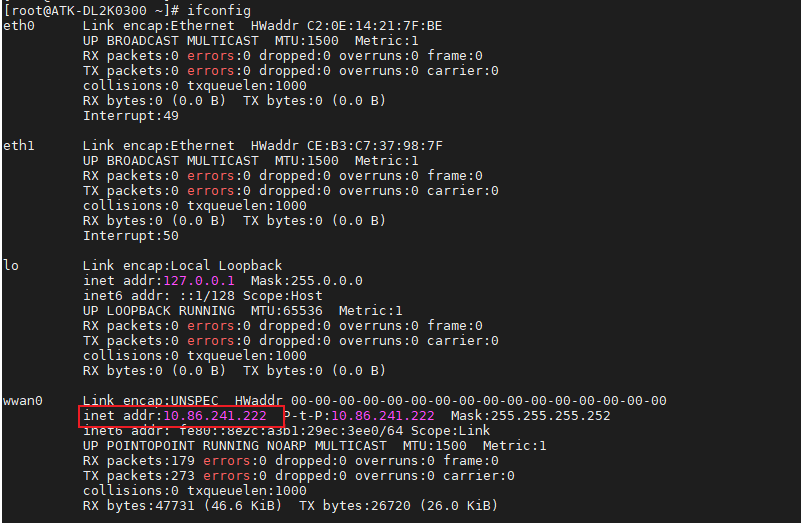 [root@ATK-DL2K0300 ~]# ifconfig
eth0      Link encap:Ethernet  HWaddr C2:0E:14:21:7F:BE
          UP BROADCAST MULTICAST  MTU:1500  Metric:1
          RX packets:0 errors:0 dropped:0 overruns:0 frame:0
          TX packets:0 errors:0 dropped:0 overruns:0 carrier:0
          collisions:0 txqueuelen:1000
          RX bytes:0 (0.0 B)  TX bytes:0 (0.0 B)
          Interrupt:49

eth1      Link encap:Ethernet  HWaddr CE:B3:C7:37:98:7F
          UP BROADCAST MULTICAST  MTU:1500  Metric:1
          RX packets:0 errors:0 dropped:0 overruns:0 frame:0
          TX packets:0 errors:0 dropped:0 overruns:0 carrier:0
          collisions:0 txqueuelen:1000
          RX bytes:0 (0.0 B)  TX bytes:0 (0.0 B)
          Interrupt:50

lo        Link encap:Local Loopback
          inet addr:127.0.0.1  Mask:255.0.0.0
          inet6 addr: ::1/128 Scope:Host
          UP LOOPBACK RUNNING  MTU:65536  Metric:1
          RX packets:0 errors:0 dropped:0 overruns:0 frame:0
          TX packets:0 errors:0 dropped:0 overruns:0 carrier:0
          collisions:0 txqueuelen:1000
          RX bytes:0 (0.0 B)  TX bytes:0 (0.0 B)

wwan0     Link encap:UNSPEC  HWaddr 00-00-00-00-00-00-00-00-00-00-00-00-00-00-00-00
          inet addr:10.86.241.222  P-t-P:10.86.241.222  Mask:255.255.255.252
          inet6 addr: fe80::8e2c:a3b1:29ec:3ee0/64 Scope:Link
          UP POINTOPOINT RUNNING NOARP MULTICAST  MTU:1500  Metric:1
          RX packets:179 errors:0 dropped:0 overruns:0 frame:0
          TX packets:273 errors:0 dropped:0 overruns:0 carrier:0
          collisions:0 txqueuelen:1000
          RX bytes:47731 (46.6 KiB)  TX bytes:26720 (26.0 KiB)